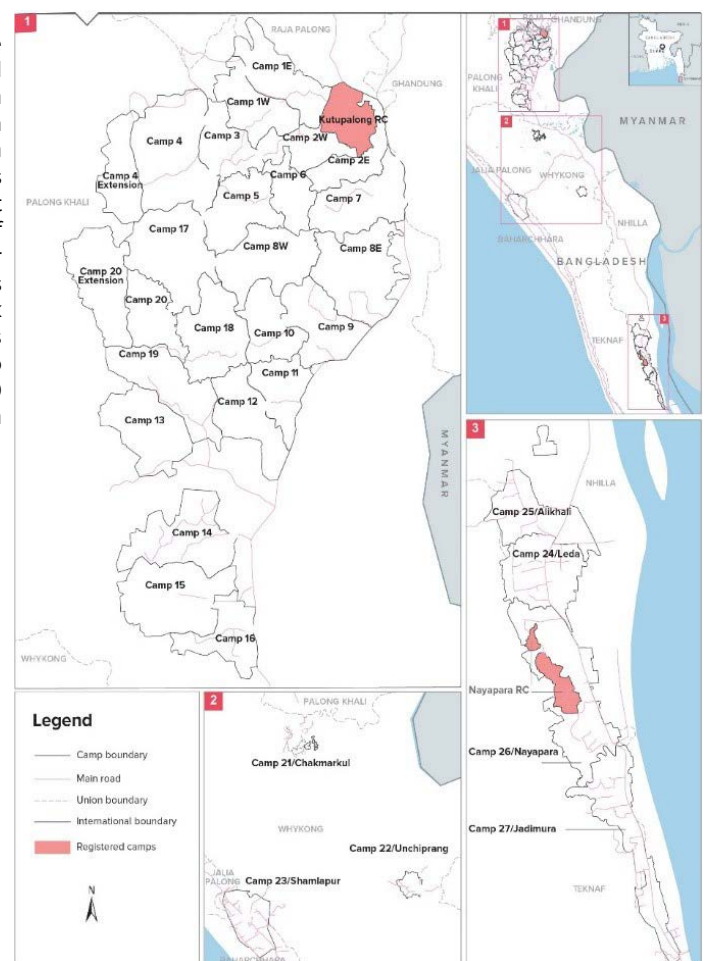 1
RAJA PALONG
GHANDUNG
Camp 1E
Camp 1W
Kutupalong RC
Camp 4
Camp 3
Camp 2W
Camp 2E
Camp 4
Extension
Camp 6
Camp 5
Camp 7
PALONG KHALI
Camp 17
Camp 8W
Camp 8E
Camp 20
Extension
Camp 20
Camp 18
Camp 10
Camp 9
Camp 19
Camp 11
Camp 12
Camp 13
MYANMAR
Camp 14
Camp 15
Camp 16
WHYKONG
1
GHANDUNG
PALONG
KHALI
MYANMAR
2
JALIA PALONG
WHYKONG
NHILLA
BAHARCHHARA
BANGLADESH
3
TEKNAF
3
NHILLA
Camp 25/Alikhali
Camp 24/Leda
Nayapara RC
Camp 26/Nayapara
Camp 27/Jadimura
TEKNAF
Legend
Camp boundary
Main road
Union boundary
International boundary
Registered camps
N
2
PALONG KHALI
Camp 21/Chakmarkul
WHYKONG
Camp 22/Unchiprang
JALIA
PALONG
Camp 23/Shamlapur
BAHARCHHARA